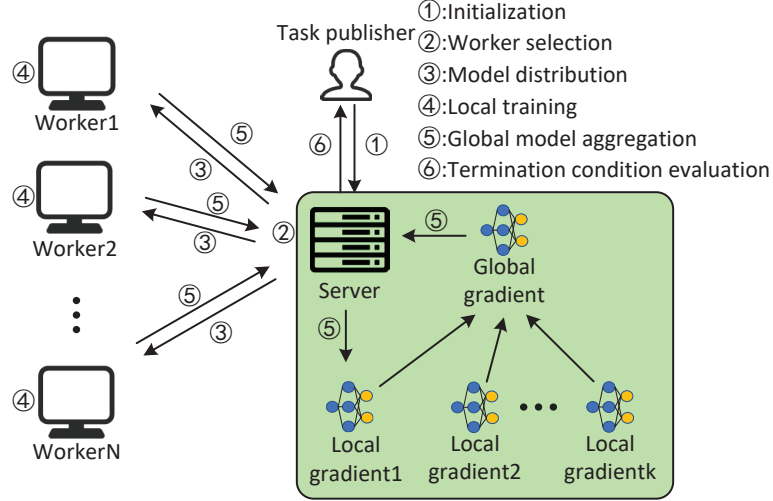 Task publisher
①:Initialization
②:Worker selection
③:Model distribution
④:Local training
⑤:Global model aggregation
⑥:Termination condition evaluation
④
Worker1
⑤
③
⑥
①
④
Worker2
⑤
③
②
Server
⑤
Global
gradient
⑤
③
⑤
④
WorkerN
Local
gradient1
Local
gradient2
Local
gradientk